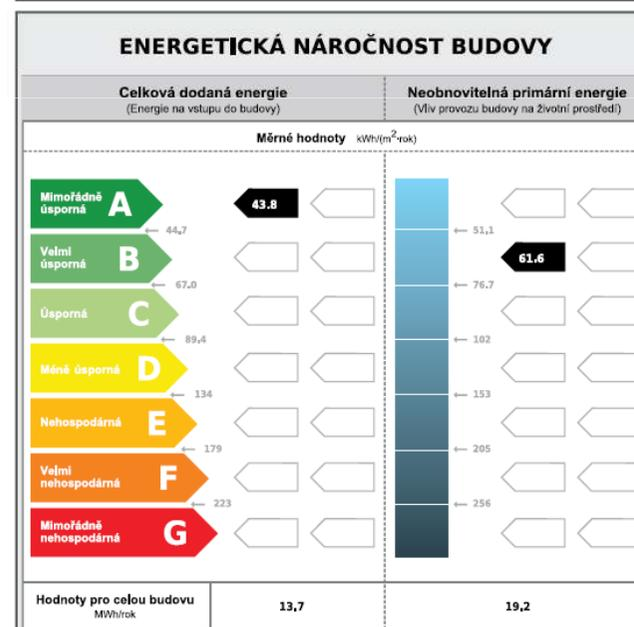 ENERGETICKÁ NÁROČNOST BUDOVY
Celková dodaná energie
(Energie na vstupu do budovy)
Neobnovitelná primární energie
(Vliv provozu budovy na životní prostředí)
Měrné hodnoty kWh/(m²·rok)
Mimořádně
úsporná
A
43.8
44,7
51,1
Velmi
úsporná
B
61.6
67.0
76.7
Úsporná
C
89,4
102
Méně úsporná
D
134
153
Nehospodárná
E
179
205
Velmi
nehospodárná
F
223
256
Mimořádně
nehospodárná
G
Hodnoty pro celou budovu
MWh/rok
13,7
19,2